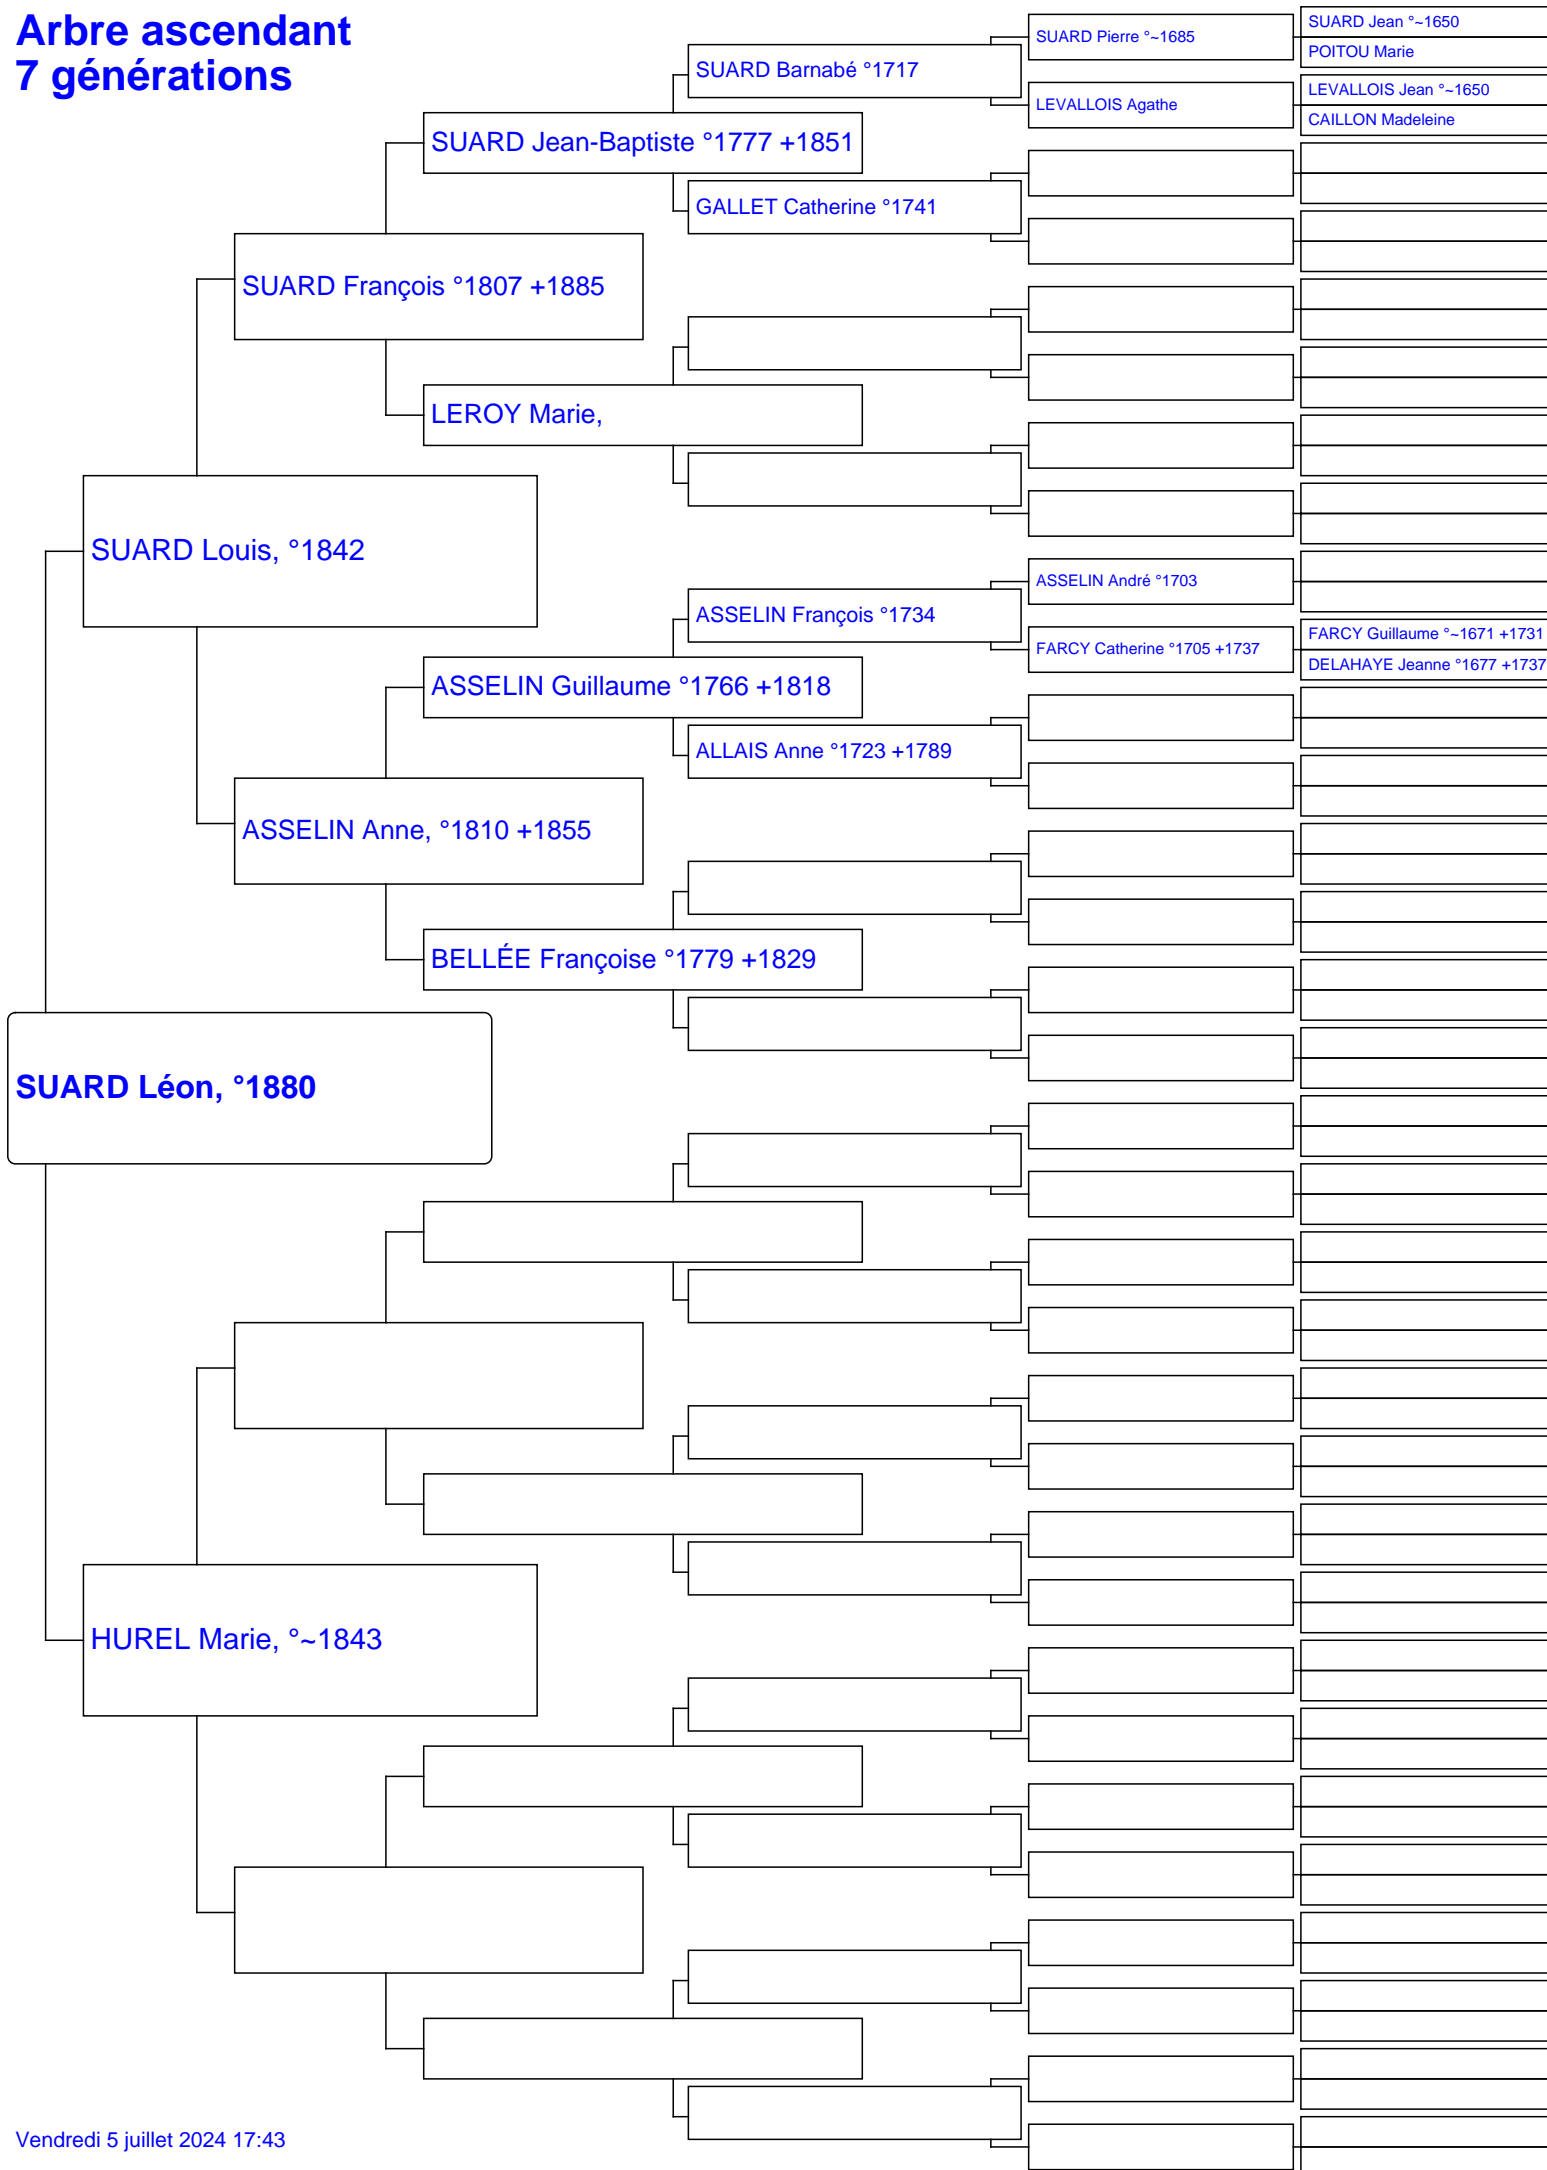 Arbre ascendant
7 générations
SUARD Léon, °1880
SUARD Louis, °1842
HUREL Marie, °~1843
SUARD François °1807 +1885
ASSELIN Anne, °1810 +1855
SUARD Jean-Baptiste °1777 +1851
LEROY Marie,
ASSELIN Guillaume °1766 +1818
BELLÉE Françoise °1779 +1829
SUARD Barnabé °1717
GALLET Catherine °1741
ASSELIN François °1734
ALLAIS Anne °1723 +1789
SUARD Pierre °~1685
LEVALLOIS Agathe
ASSELIN André °1703
FARCY Catherine °1705 +1737
SUARD Jean °~1650
POITOU Marie
LEVALLOIS Jean °~1650
CAILLON Madeleine
FARCY Guillaume °~1671 +1731
DELAHAYE Jeanne °1677 +1737
Vendredi 5 juillet 2024 17:43